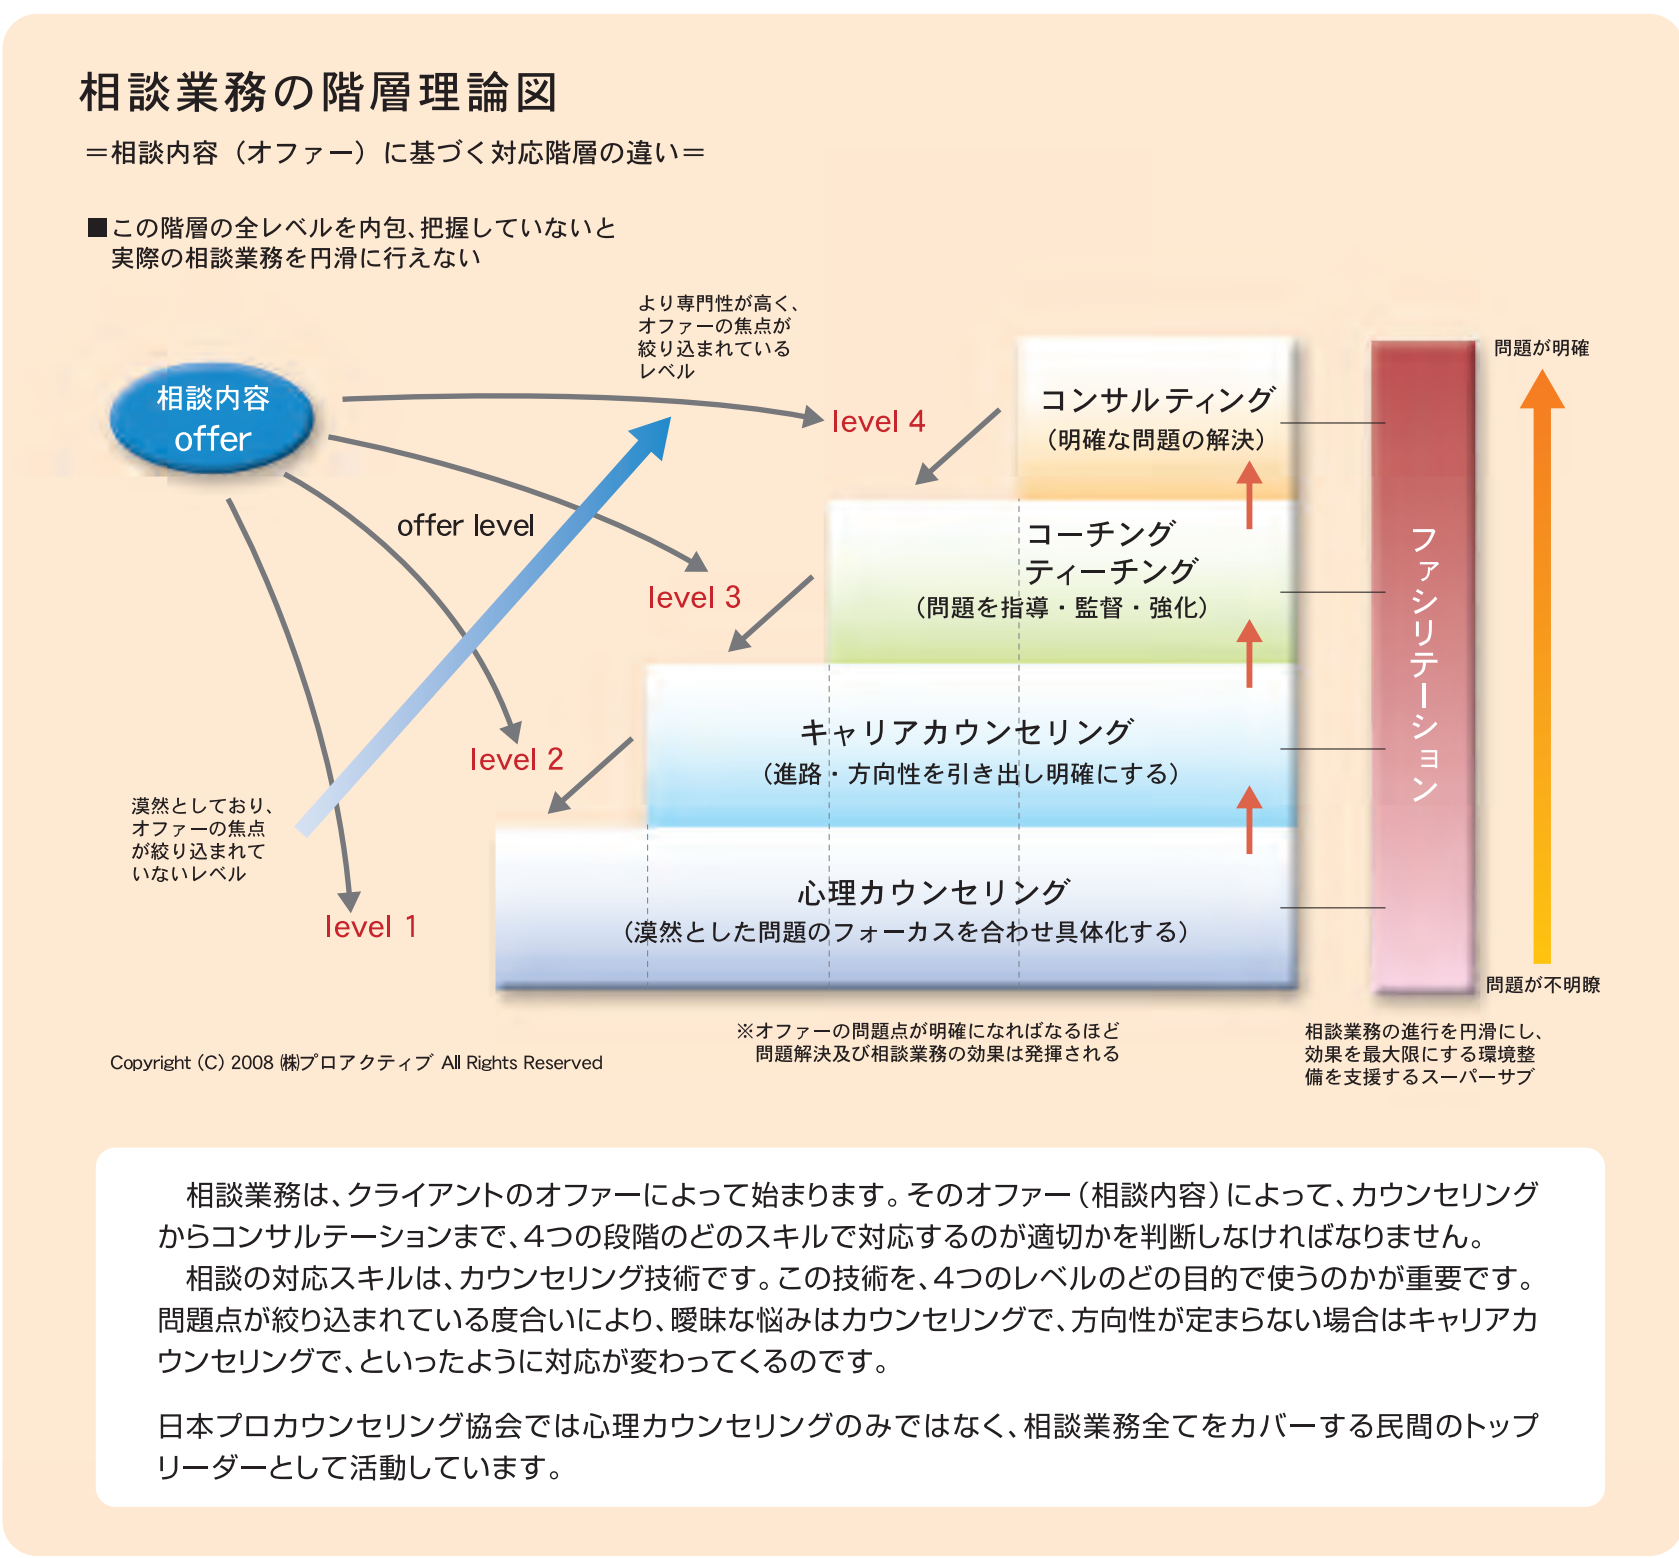 相談業務の階層理論図
＝相談内容（オファー）に基づく対応階層の違い＝
■この階層の全レベルを内包、把握していないと
実際の相談業務を円滑に行えない
より専門性が高く、
オファーの焦点が
絞り込まれている
レベル
相談内容
offer
offer level
level 4
level 3
level 2
level 1
漠然としており、
オファーの焦点
が絞り込まれて
いないレベル
コンサルティング
（明確な問題の解決）
コーチング
ティーチング
（問題を指導・監督・強化）
キャリアカウンセリング
（進路・方向性を引き出し明確にする）
心理カウンセリング
（漠然とした問題のフォーカスを合わせ具体化する）
ファシリテーション
問題が明確
問題が不明瞭
※オファーの問題点が明確になればなるほど
問題解決及び相談業務の効果は発揮される
相談業務の進行を円滑にし、
効果を最大限にする環境整
備を支援するスーパーサブ
Copyright (C) 2008 ㈱プロアクティブ All Rights Reserved
相談業務は、クライアントのオファーによって始まります。そのオファー（相談内容）によって、カウンセリング
からコンサルテーションまで、4つの段階のどのスキルで対応するのが適切かを判断しなければなりません。
相談の対応スキルは、カウンセリング技術です。この技術を、4つのレベルのどの目的で使うのかが重要です。
問題点が絞り込まれている度合いにより、曖昧な悩みはカウンセリングで、方向性が定まらない場合はキャリアカ
ウンセリングで、といったように対応が変わってくるのです。
日本プロカウンセリング協会では心理カウンセリングのみではなく、相談業務全てをカバーする民間のトップ
リーダーとして活動しています。